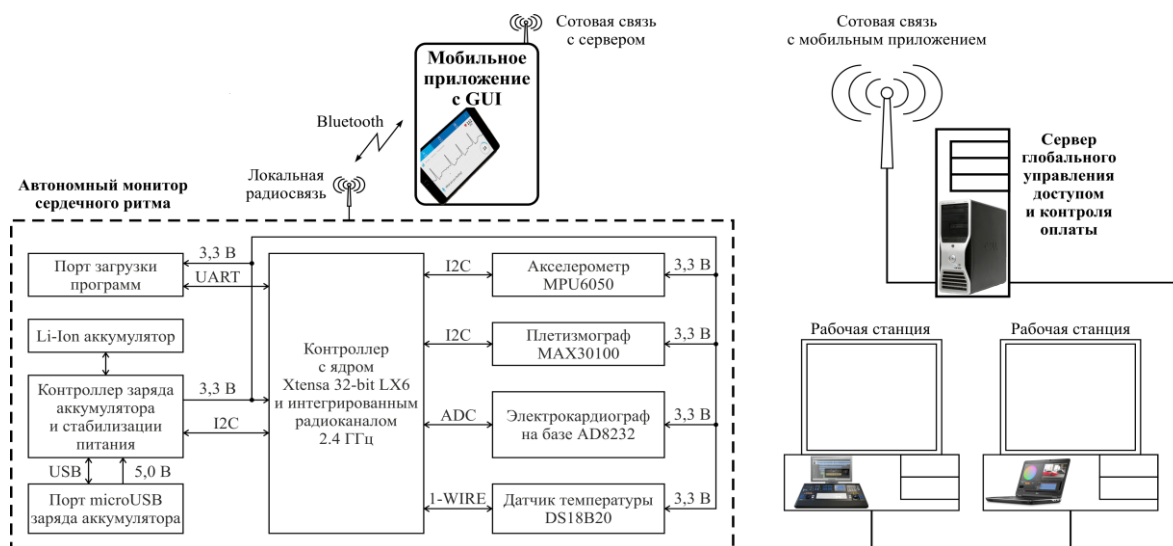 Сотовая связь
с сервером
Мобильное
приложение
с GUI
Bluetooth
Локальная
радиосвязь
Автономный монитор
сердечного ритма
Порт загрузки
программ
3,3 В
UART
Li-Ion аккумулятор
Контроллер заряда
аккумулятора
и стабилизации
питания
3,3 В
I2C
USB
5,0 В
Порт microUSB
заряда аккумулятора
Контроллер
с ядром
Xtensa 32-bit LX6
и интегрированным
радиоканалом
2.4 ГГц
I2C
Акселерометр
MPU6050
3,3 В
I2C
Плетизмограф
MAX30100
3,3 В
ADC
Электрокардиограф
на базе AD8232
3,3 В
1-WIRE
Датчик температуры
DS18B20
3,3 В
Сотовая связь
с мобильным приложением
Сервер
глобального
управления
доступом
и контроля
оплаты
Рабочая станция
Рабочая станция